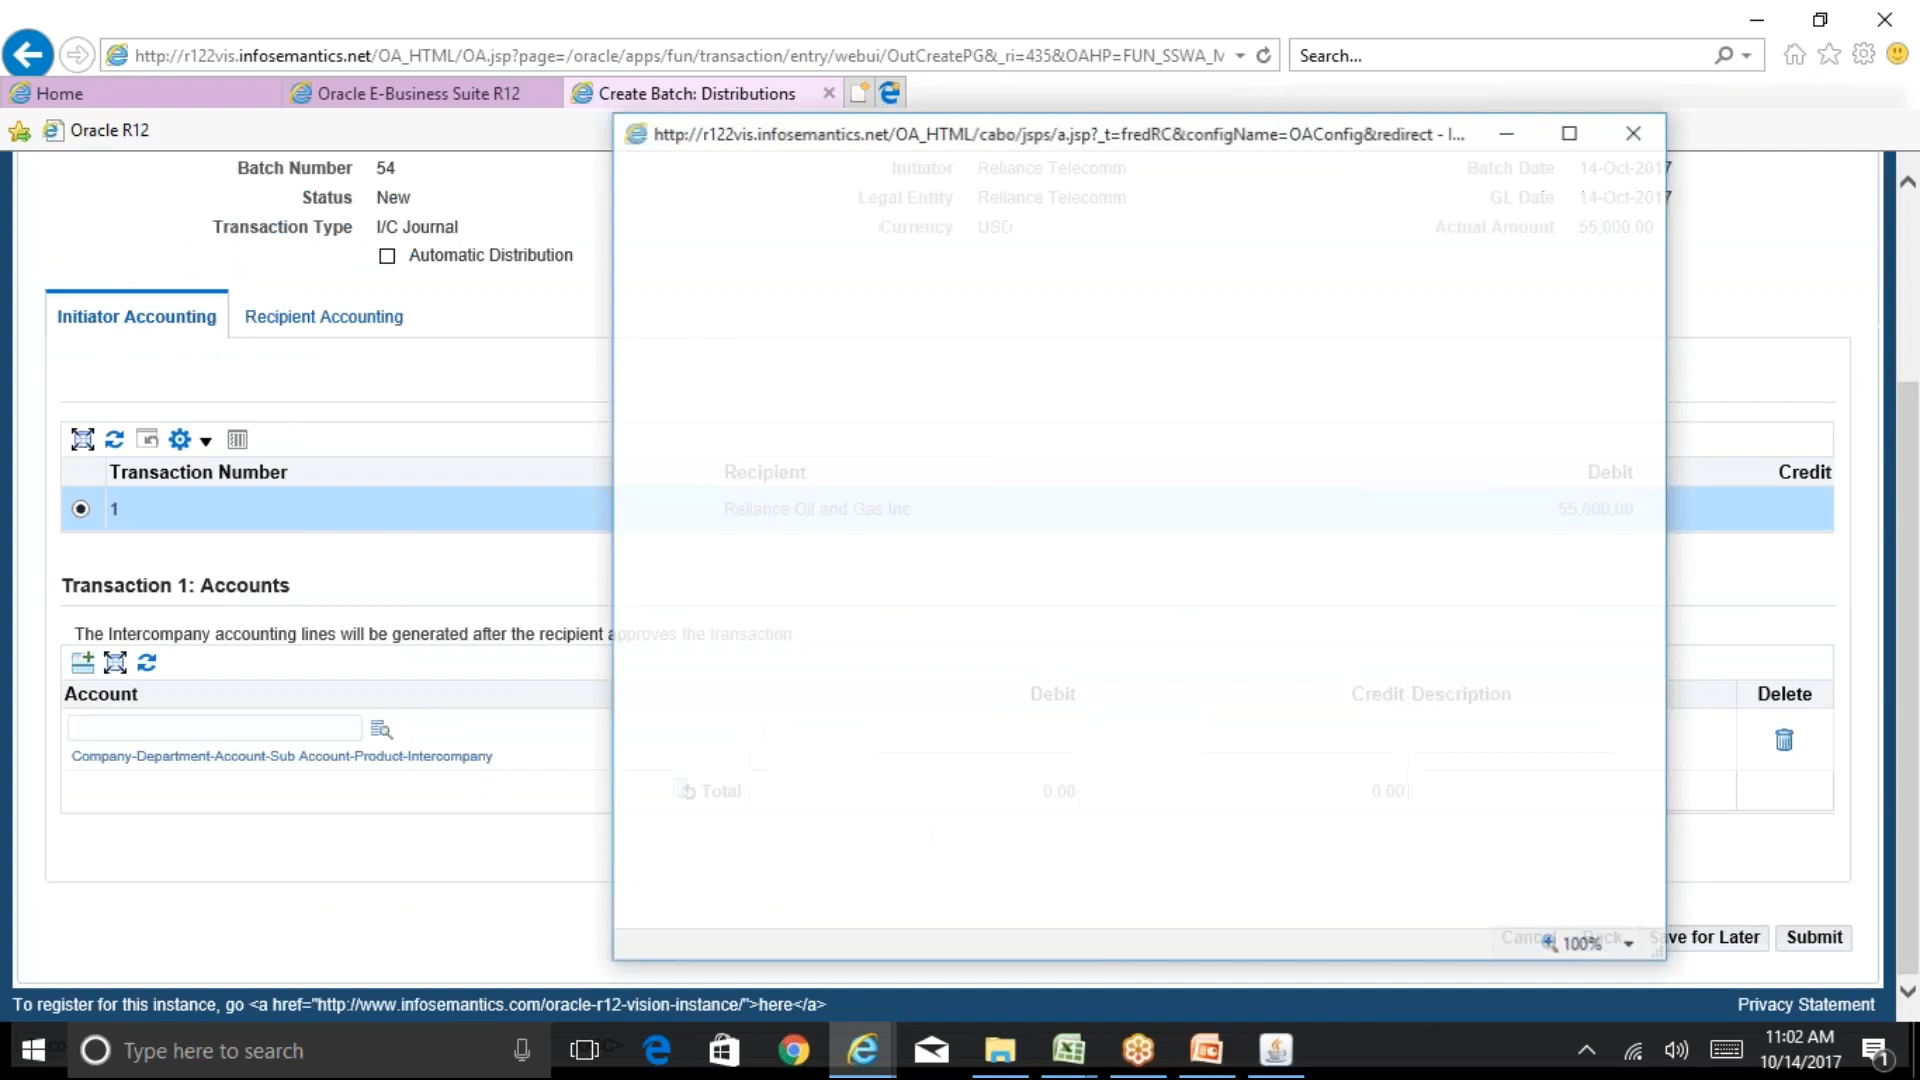 http://r122vis.infosemantics.net/OA_HTML/OA.jsp?page=/oracle/apps/fun/transaction/entry/webui/OutCreatePG&_ri=435&OAHP=FUN_SSWA_M
Search...
Home
Oracle E-Business Suite R12
Create Batch: Distributions
Oracle R12
http://r122vis.infosemantics.net/OA_HTML/cabo/jsps/a.jsp?_t=fredRC&configName=OAConfig&redirect - I...
Batch Number 54
Initiator Reliance Telecomm
Batch Date 14-Oct-2017
Status New
Legal Entity Reliance Telecomm
GL Date 14-Oct-2017
Transaction Type I/C Journal
Currency USD
Actual Amount 55,000.00
Automatic Distribution
Initiator Accounting
Recipient Accounting
Transaction Number Recipient Debit Credit
1 Reliance Oil and Gas Inc 55,000.00
Transaction 1: Accounts
The Intercompany accounting lines will be generated after the recipient approves the transaction
Account Debit Credit Description Delete
Company-Department-Account-Sub Account-Product-Intercompany
Total 0.00 0.00
Cancel Back Save for Later Submit
100%
To register for this instance, go <a href="http://www.infosemantics.com/oracle-r12-vision-instance/">here</a>
Privacy Statement
Type here to search
11:02 AM
10/14/2017
1